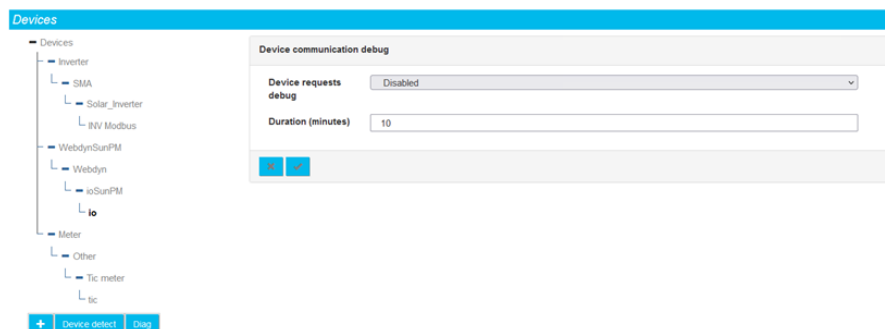 Devices
Devices
Inverter
SMA
Solar_Inverter
INV Modbus
WebdynSunPM
Webdyn
ioSunPM
io
Meter
Other
Tic meter
tic
+ Device detect Diag
Device communication debug
Device requests debug Disabled
Duration (minutes) 10